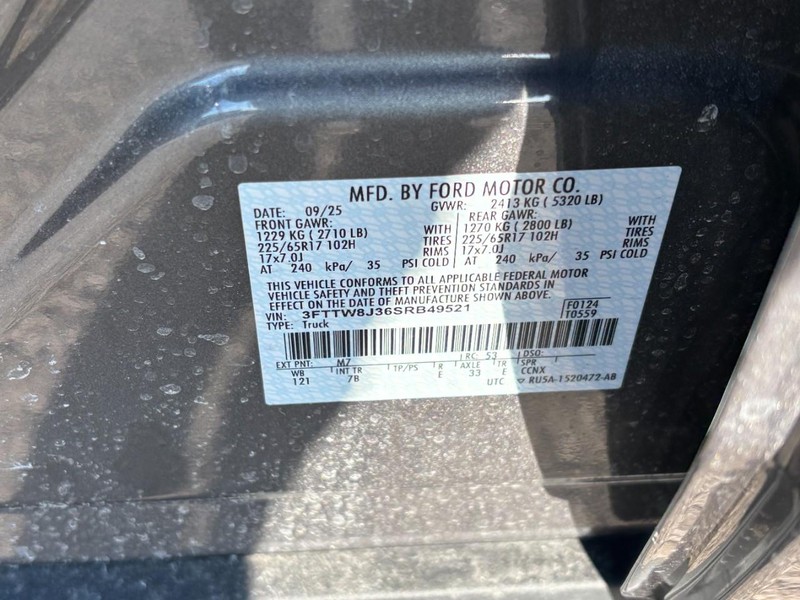 MFD. BY FORD MOTOR CO.
DATE: 09/25 GVWR: 2413 KG ( 5320 LB)
FRONT GAWR: REAR GAWR:
1229 KG ( 2710 LB) WITH 1270 KG ( 2800 LB) WITH
225/65R17 102H TIRES 225/65R17 102H TIRES
17x7.0J RIMS 17x7.0J RIMS
AT 240 kPa/ 35 PSI COLD AT 240 kPa/ 35 PSI COLD
THIS VEHICLE CONFORMS TO ALL APPLICABLE FEDERAL MOTOR
VEHICLE SAFETY AND THEFT PREVENTION STANDARDS IN
EFFECT ON THE DATE OF MANUFACTURE SHOWN ABOVE.
VIN: 3FTTW8J36SRB49521 F0124
TYPE: Truck T0559
EXT PNT: M7 RC: 53 DSO:
WB INT TR TP/PS R AXLE TR SPR
121 7B E 33 E CCNX
UTC RU5A-1520472-AB